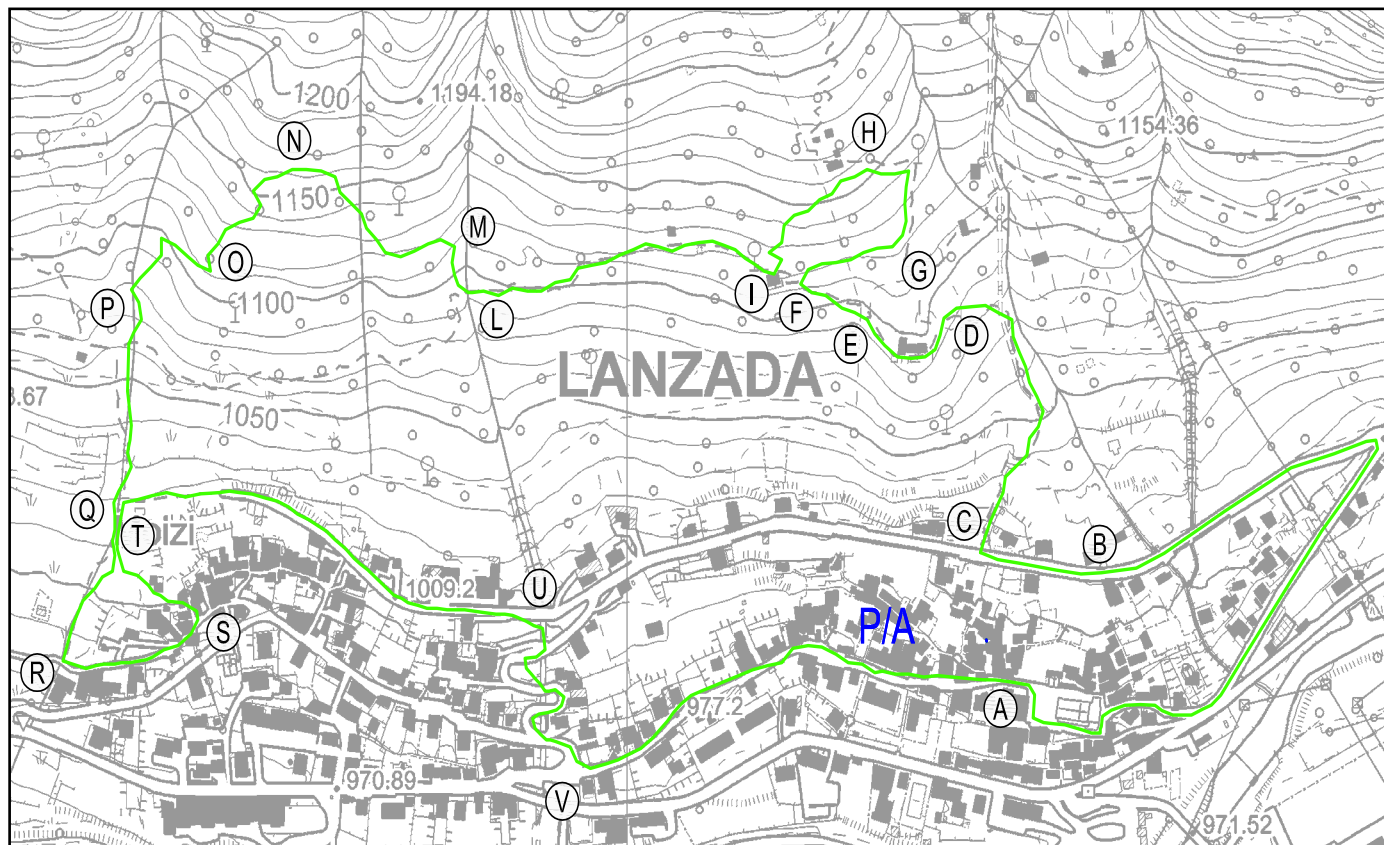 1200
1194.18
N
H
1154.36
1150
M
O
G
P
I
F
L
D
1100
E
LANZADA
3.67
1050
Q
C
T
izi
B
1009.2
U
P/A
S
R
A
977.2
970.89
V
971.52